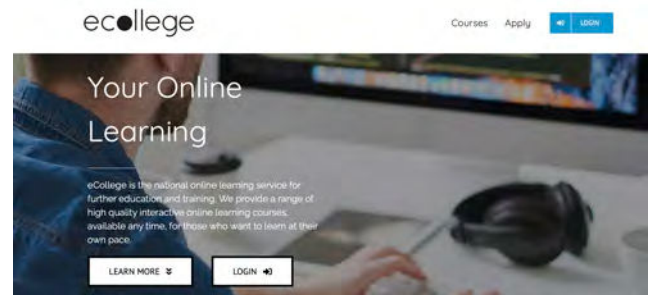 ecollege
Courses Apply LOGIN
Your Online
Learning
eCollege is the national online learning service for
further education and training. We provide a range of
high quality interactive online learning courses,
available any time, for those who want to learn at their
own pace.
LEARN MORE LOGIN